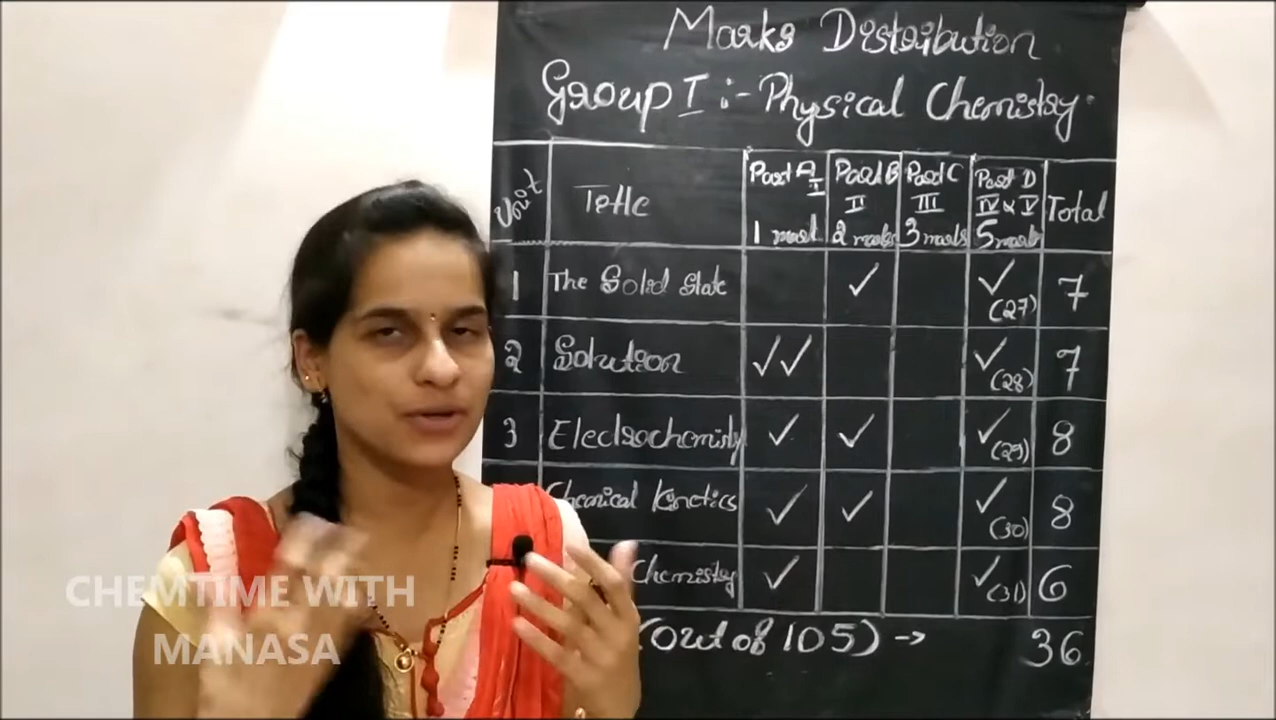 Marks Distribution
Group I :- Physical Chemistry.
Unit Title Part A I 1 mark Part B II 2 marks Part C III 3 marks Part D IV & V 5 mark Total
1 The Solid State ✓ ✓ (27) 7
2 Solution ✓✓ ✓ (28) 7
3 Electrochemistry ✓ ✓ ✓ (29) 8
Chemical Kinetics ✓ ✓ ✓ (30) 8
Chemistry ✓ ✓ (31) 6
(Out of 105) → 36
CHEMTIME WITH
MANASA